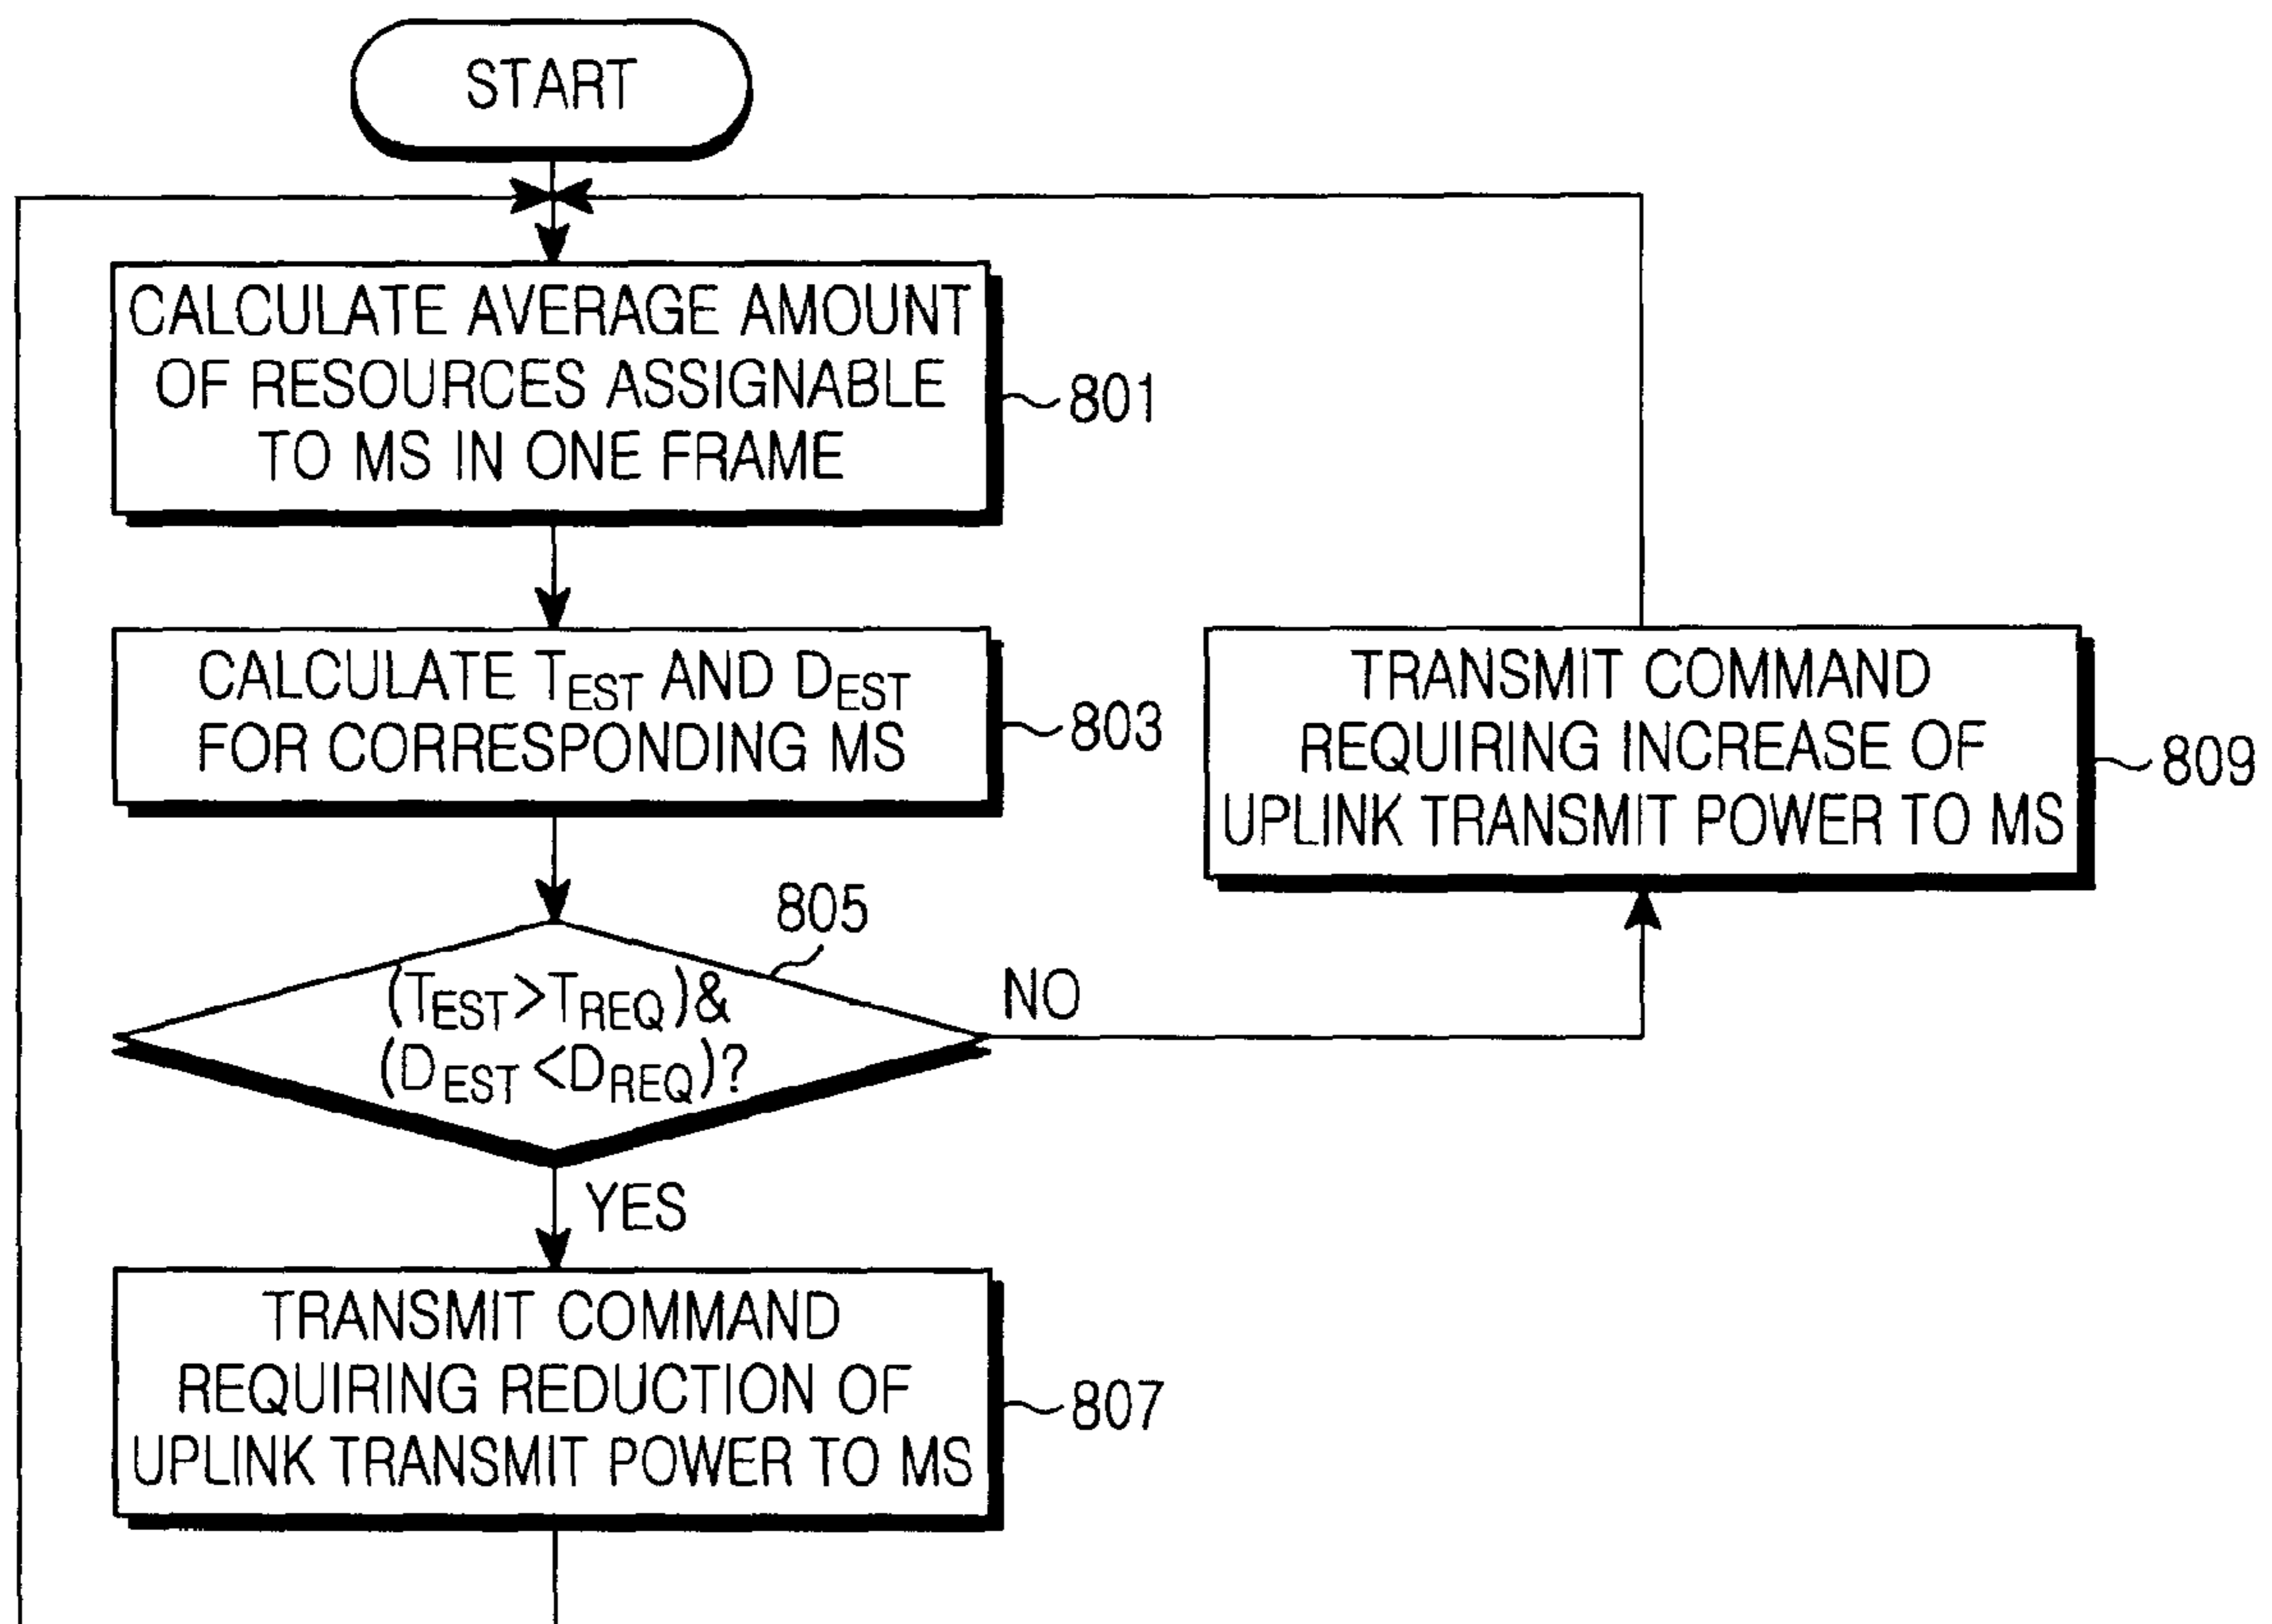 START
CALCULATE AVERAGE AMOUNT
OF RESOURCES ASSIGNABLE
TO MS IN ONE FRAME
801
CALCULATE TEST AND DEST
FOR CORRESPONDING MS
803
TRANSMIT COMMAND
REQUIRING INCREASE OF
UPLINK TRANSMIT POWER TO MS
809
805
(TEST>TREQ)&
(DEST<DREQ)?
NO
YES
TRANSMIT COMMAND
REQUIRING REDUCTION OF
UPLINK TRANSMIT POWER TO MS
807